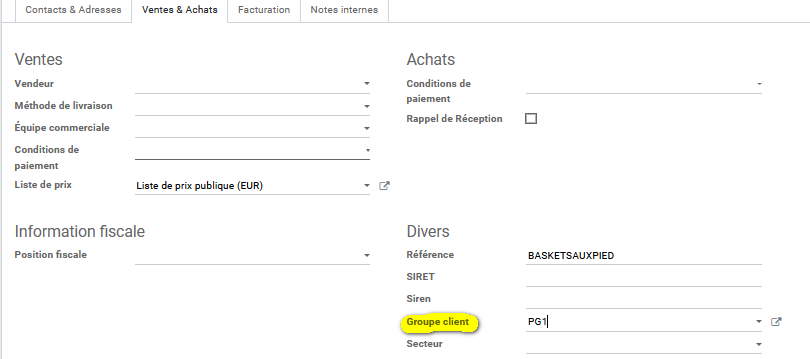 Contacts & Adresses
Ventes & Achats
Facturation
Notes internes
Ventes
Vendeur
Méthode de livraison
Équipe commerciale
Conditions de
paiement
Liste de prix
Liste de prix publique (EUR)
Achats
Conditions de
paiement
Rappel de Réception
Information fiscale
Position fiscale
Divers
Référence
BASKETSAUXPIED
SIRET
Siren
Groupe client
PG1
Secteur